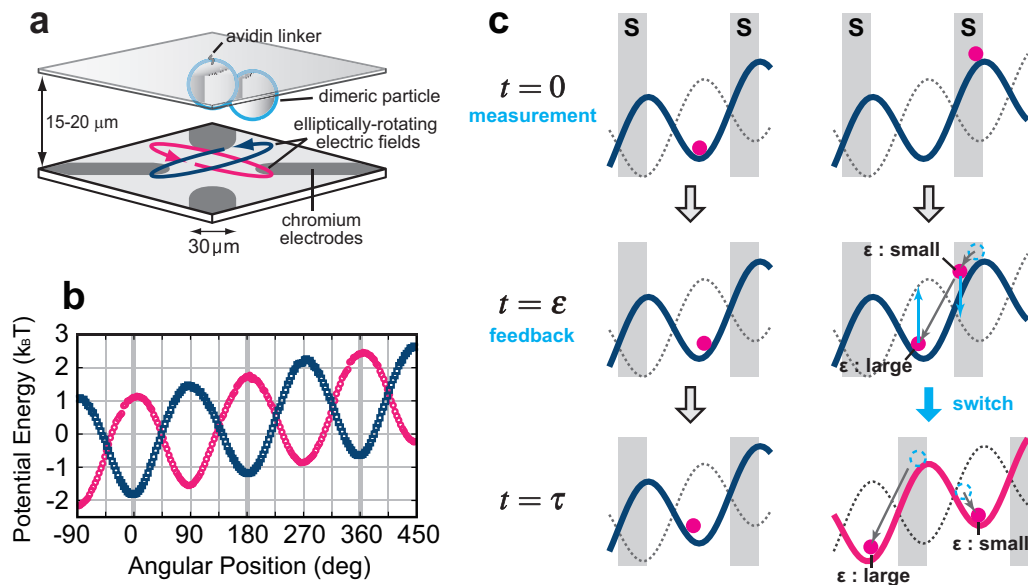 a
avidin linker
dimeric particle
15-20 μm
elliptically-rotating
electric fields
chromium
electrodes
30μm
b
Potential Energy (kBT)
3
2
1
0
-1
-2
-90 0 90 180 270 360 450
Angular Position (deg)
c
S S S S
t = 0
measurement
t = ε
feedback
ε : small
ε : large
switch
t = τ
ε : small
ε : large